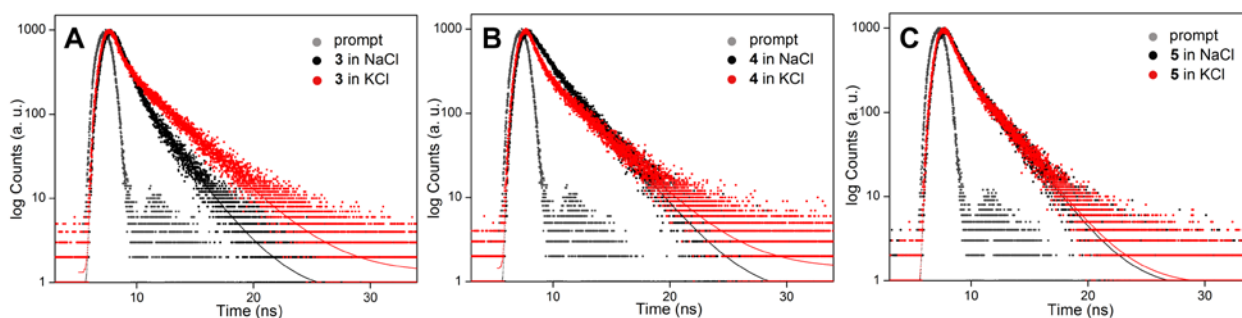 A
prompt
3 in NaCl
3 in KCl
log Counts (a. u.)
1000
100
10
1
10
20
30
Time (ns)
B
prompt
4 in NaCl
4 in KCl
log Counts (a. u.)
1000
100
10
1
10
20
30
Time (ns)
C
prompt
5 in NaCl
5 in KCl
log Counts (a. u.)
1000
100
10
1
10
20
30
Time (ns)